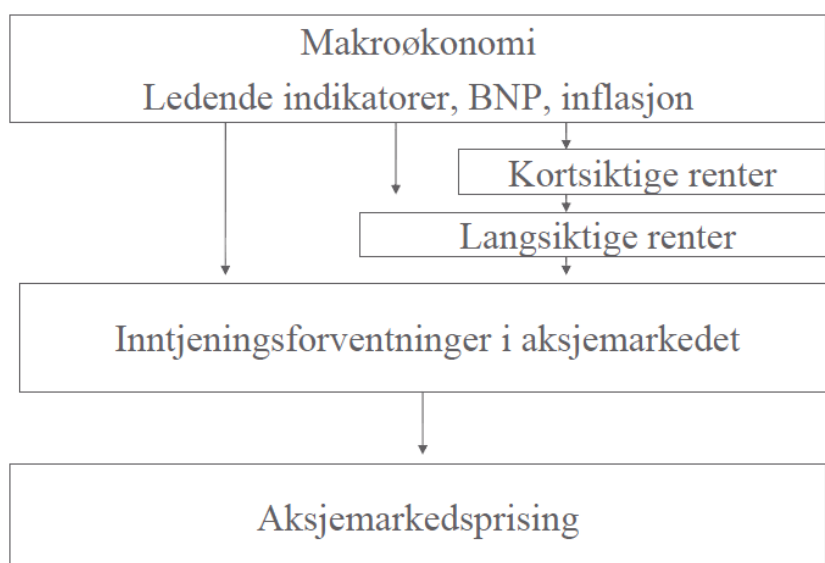 Makroøkonomi
Ledende indikatorer, BNP, inflasjon
Kortsiktige renter
Langsiktige renter
Inntjeningsforventninger i aksjemarkedet
Aksjemarkedsprising